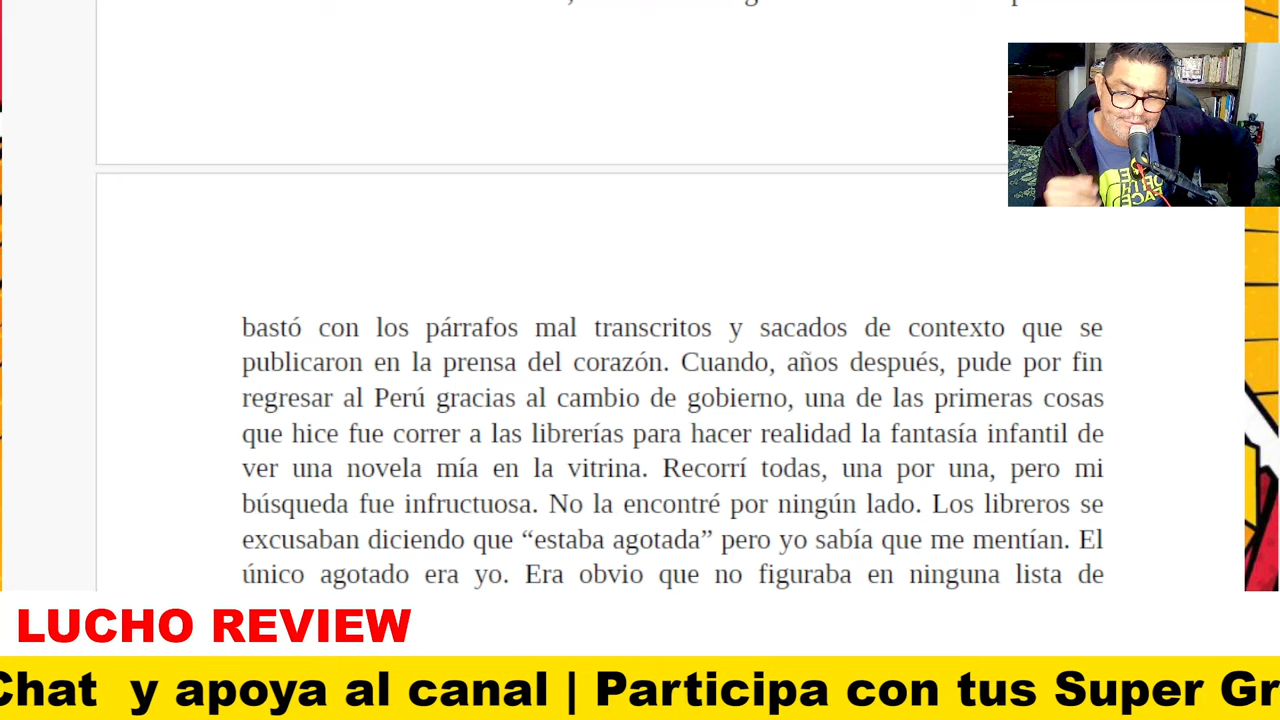 bastó con los párrafos mal transcritos y sacados de contexto que se
publicaron en la prensa del corazón. Cuando, años después, pude por fin
regresar al Perú gracias al cambio de gobierno, una de las primeras cosas
que hice fue correr a las librerías para hacer realidad la fantasía infantil de
ver una novela mía en la vitrina. Recorrí todas, una por una, pero mi
búsqueda fue infructuosa. No la encontré por ningún lado. Los libreros se
excusaban diciendo que “estaba agotada” pero yo sabía que me mentían. El
único agotado era yo. Era obvio que no figuraba en ninguna lista de
LUCHO REVIEW
Chat y apoya al canal | Participa con tus Super Gr